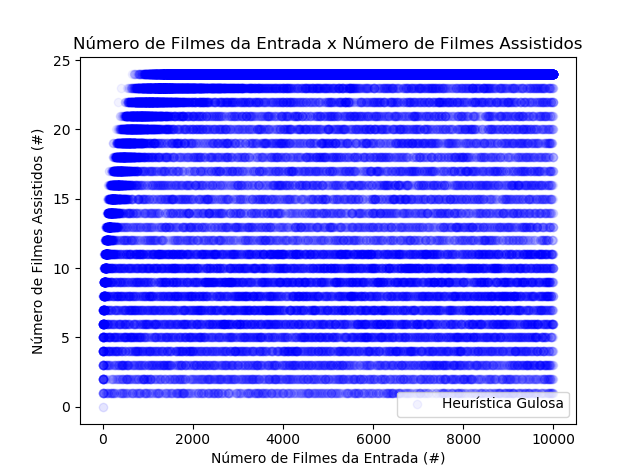 Número de Filmes da Entrada x Número de Filmes Assistidos
25
20
15
10
5
0
Número de Filmes Assistidos (#)
Heurística Gulosa
0 2000 4000 6000 8000 10000
Número de Filmes da Entrada (#)